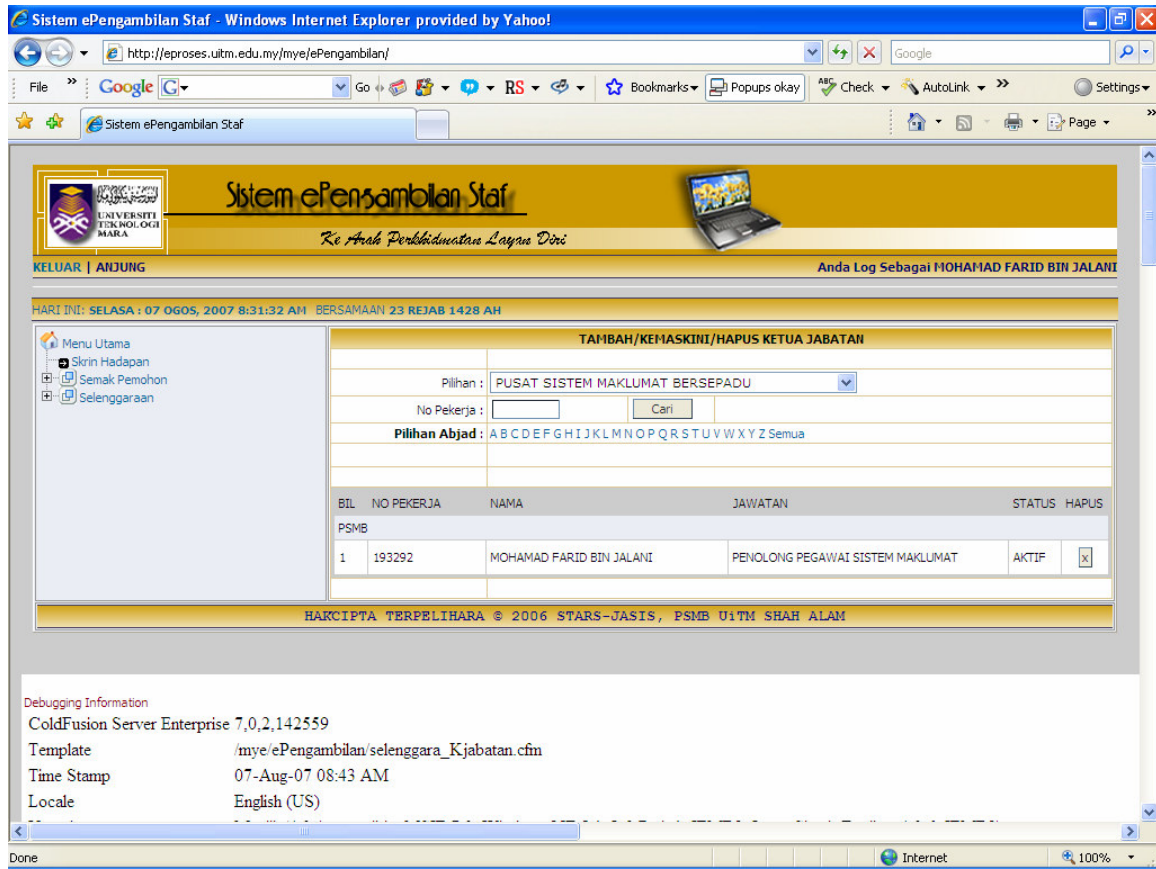 Sistem ePengambilan Staf - Windows Internet Explorer provided by Yahoo!
http://eproses.uitm.edu.my/mye/ePengambilan/ Google
File » Google G Go RS Bookmarks Popups okay Check AutoLink » Settings
Sistem ePengambilan Staf Page »
UNIVERSITI
TEKNOLOGI
MARA
Sistem ePengambilan Staf
Ke Arah Perkhidmatan Layan Diri
KELUAR | ANJUNG Anda Log Sebagai MOHAMAD FARID BIN JALANI
HARI INI: SELASA : 07 OGOS, 2007 8:31:32 AM BERSAMAAN 23 REJAB 1428 AH
Menu Utama
Skrin Hadapan
Semak Pemohon
Selenggaraan
TAMBAH/KEMASKINI/HAPUS KETUA JABATAN
Pilihan : PUSAT SISTEM MAKLUMAT BERSEPADU
No Pekerja : Cari
Pilihan Abjad : A B C D E F G H I J K L M N O P Q R S T U V W X Y Z Semua
BIL NO PEKERJA NAMA JAWATAN STATUS HAPUS
PSMB
1 193292 MOHAMAD FARID BIN JALANI PENOLONG PEGAWAI SISTEM MAKLUMAT AKTIF x
HAKCIPTA TERPELIHARA © 2006 STARS-JASIS, PSMB UiTM SHAH ALAM
Debugging Information
ColdFusion Server Enterprise 7,0,2,142559
Template /mye/ePengambilan/selenggara_Kjabatan.cfm
Time Stamp 07-Aug-07 08:43 AM
Locale English (US)
Done Internet 100%